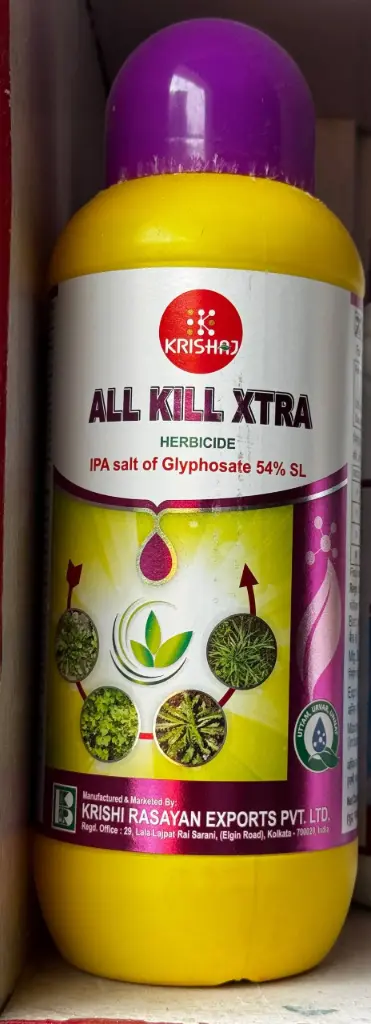 KRISHAJ
ALL KILL XTRA
HERBICIDE
IPA salt of Glyphosate 54% SL
UTTAM, URVAR, UNNAT
Manufactured & Marketed By:
KRISHI RASAYAN EXPORTS PVT. LTD.
Regd. Office : 29, Lala Lajpat Rai Sarani, (Elgin Road), Kolkata - 700020, India